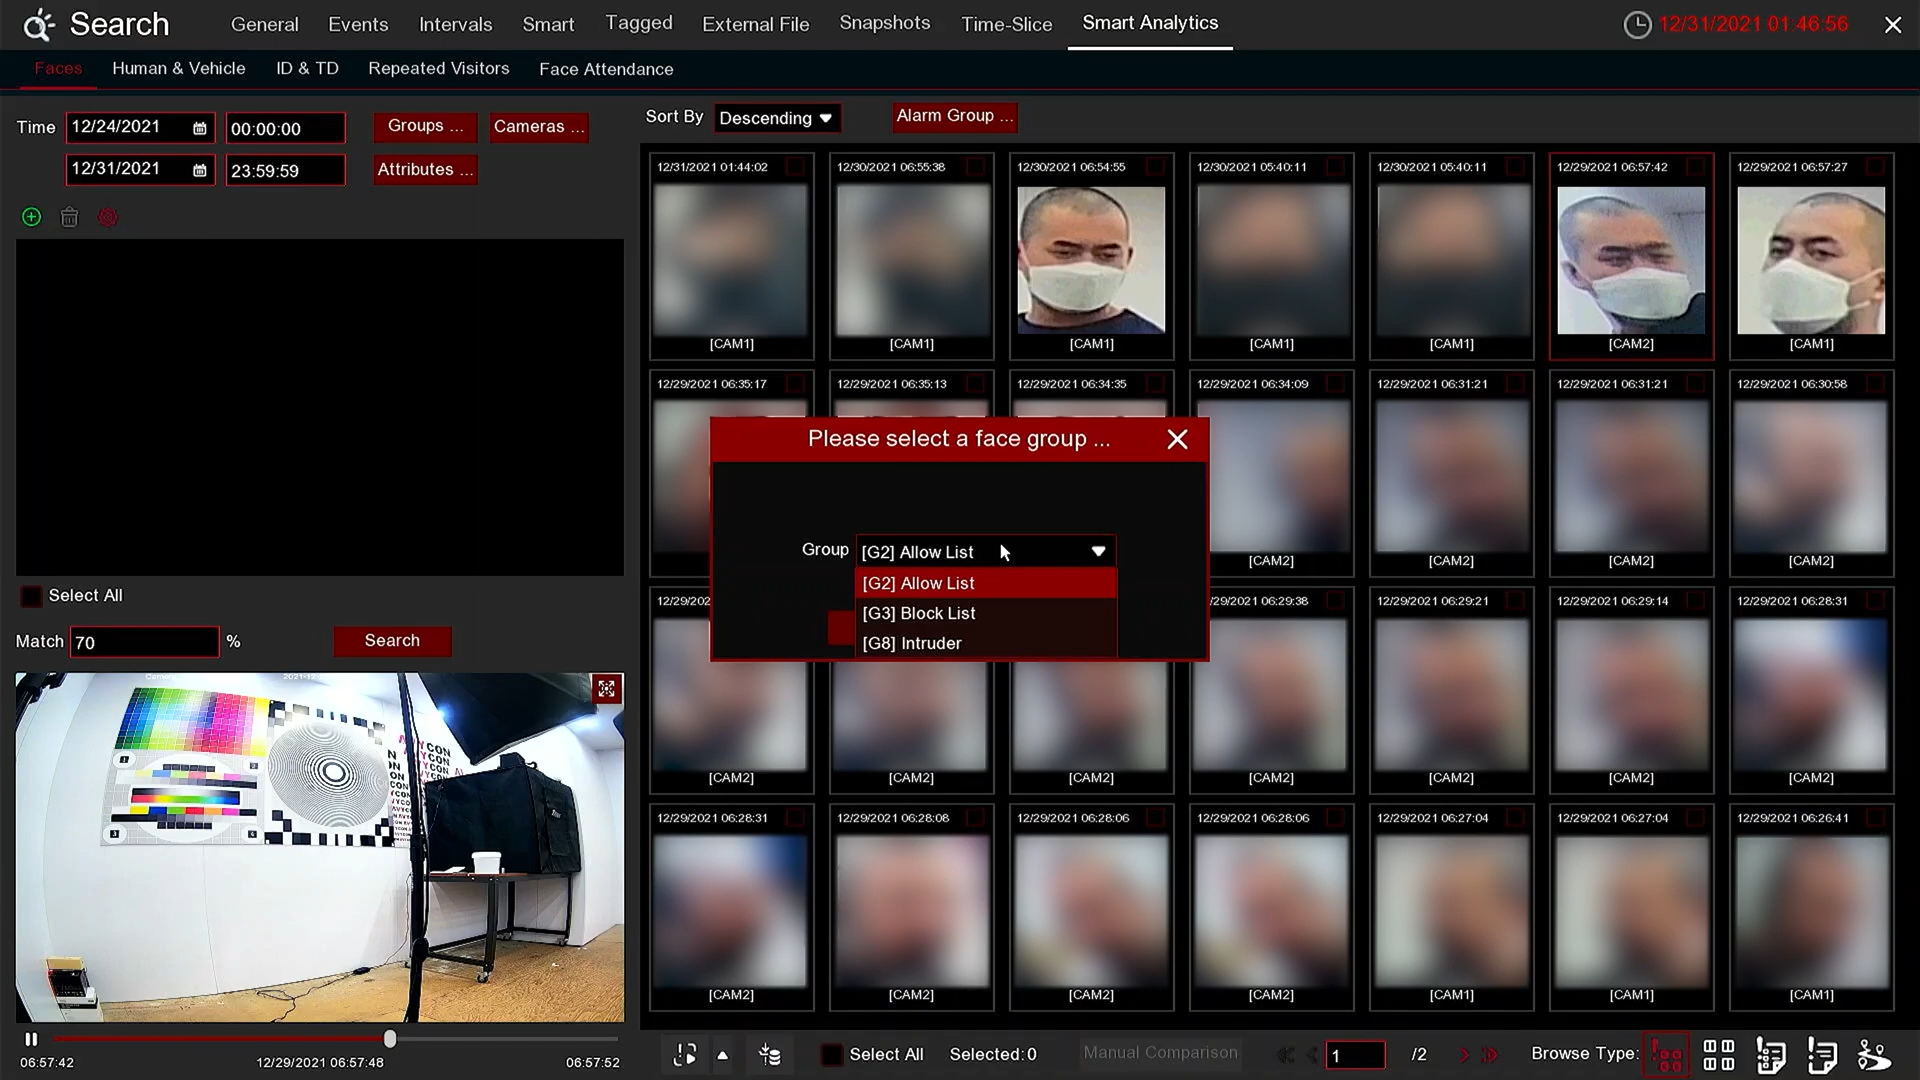 Search General Events Intervals Smart Tagged External File Snapshots Time-Slice Smart Analytics 12/31/2021 01:46:56
Faces Human & Vehicle ID & TD Repeated Visitors Face Attendance
Time 12/24/2021 00:00:00 Groups ... Cameras ...
12/31/2021 23:59:59 Attributes ...
Sort By Descending Alarm Group ...
12/31/2021 01:44:02 12/30/2021 06:55:38 12/30/2021 06:54:55 12/30/2021 05:40:11 12/30/2021 05:40:11 12/29/2021 06:57:42 12/29/2021 06:57:27
[CAM1] [CAM1] [CAM1] [CAM1] [CAM1] [CAM2] [CAM1]
12/29/2021 06:35:17 12/29/2021 06:35:13 12/29/2021 06:34:35 12/29/2021 06:34:09 12/29/2021 06:31:21 12/29/2021 06:31:21 12/29/2021 06:30:58
Please select a face group ...
Group [G2] Allow List
[G2] Allow List
[G3] Block List
[G8] Intruder
[CAM2] [CAM2] [CAM2] [CAM2]
12/29/202 /29/2021 06:29:38 12/29/2021 06:29:21 12/29/2021 06:29:14 12/29/2021 06:28:31
[CAM2] [CAM2] [CAM2] [CAM2] [CAM2] [CAM2] [CAM2]
12/29/2021 06:28:31 12/29/2021 06:28:08 12/29/2021 06:28:06 12/29/2021 06:28:06 12/29/2021 06:27:04 12/29/2021 06:27:04 12/29/2021 06:26:41
[CAM2] [CAM2] [CAM2] [CAM2] [CAM1] [CAM1] [CAM1]
Select All
Match 70 % Search
06:57:42 12/29/2021 06:57:48 06:57:52
Select All Selected:0 Manual Comparison 1 /2 Browse Type: